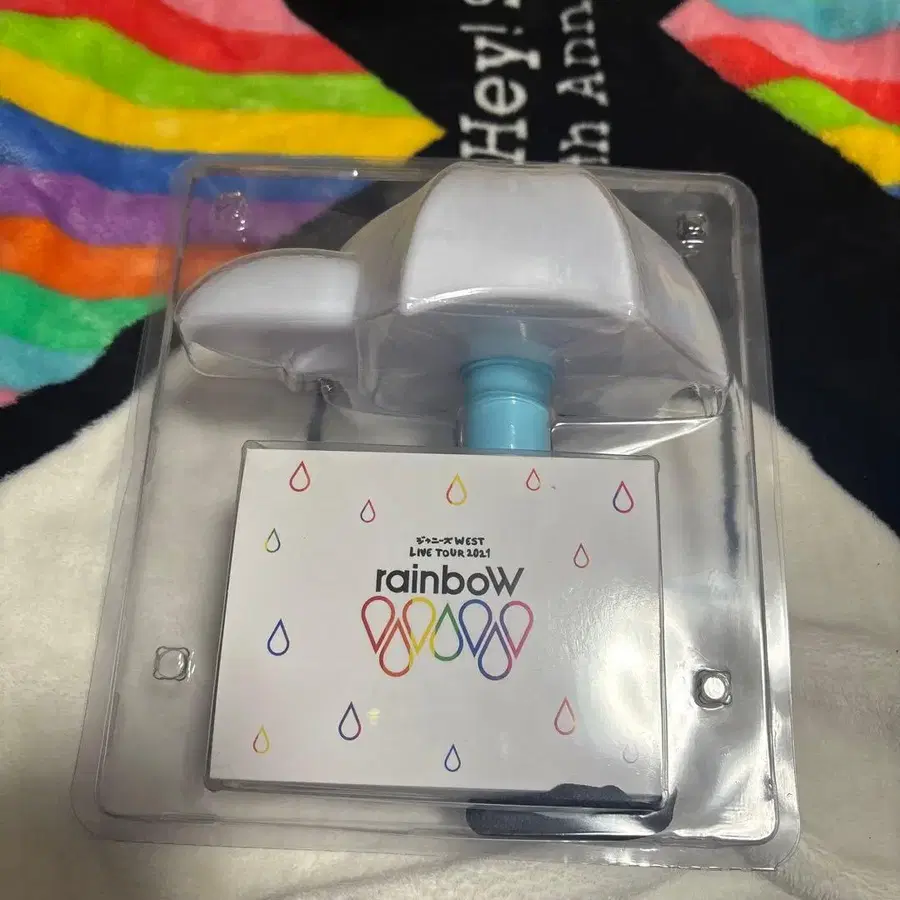 Hey!
th Ann
ジャニーズWEST
LIVE TOUR 2021
rainboW